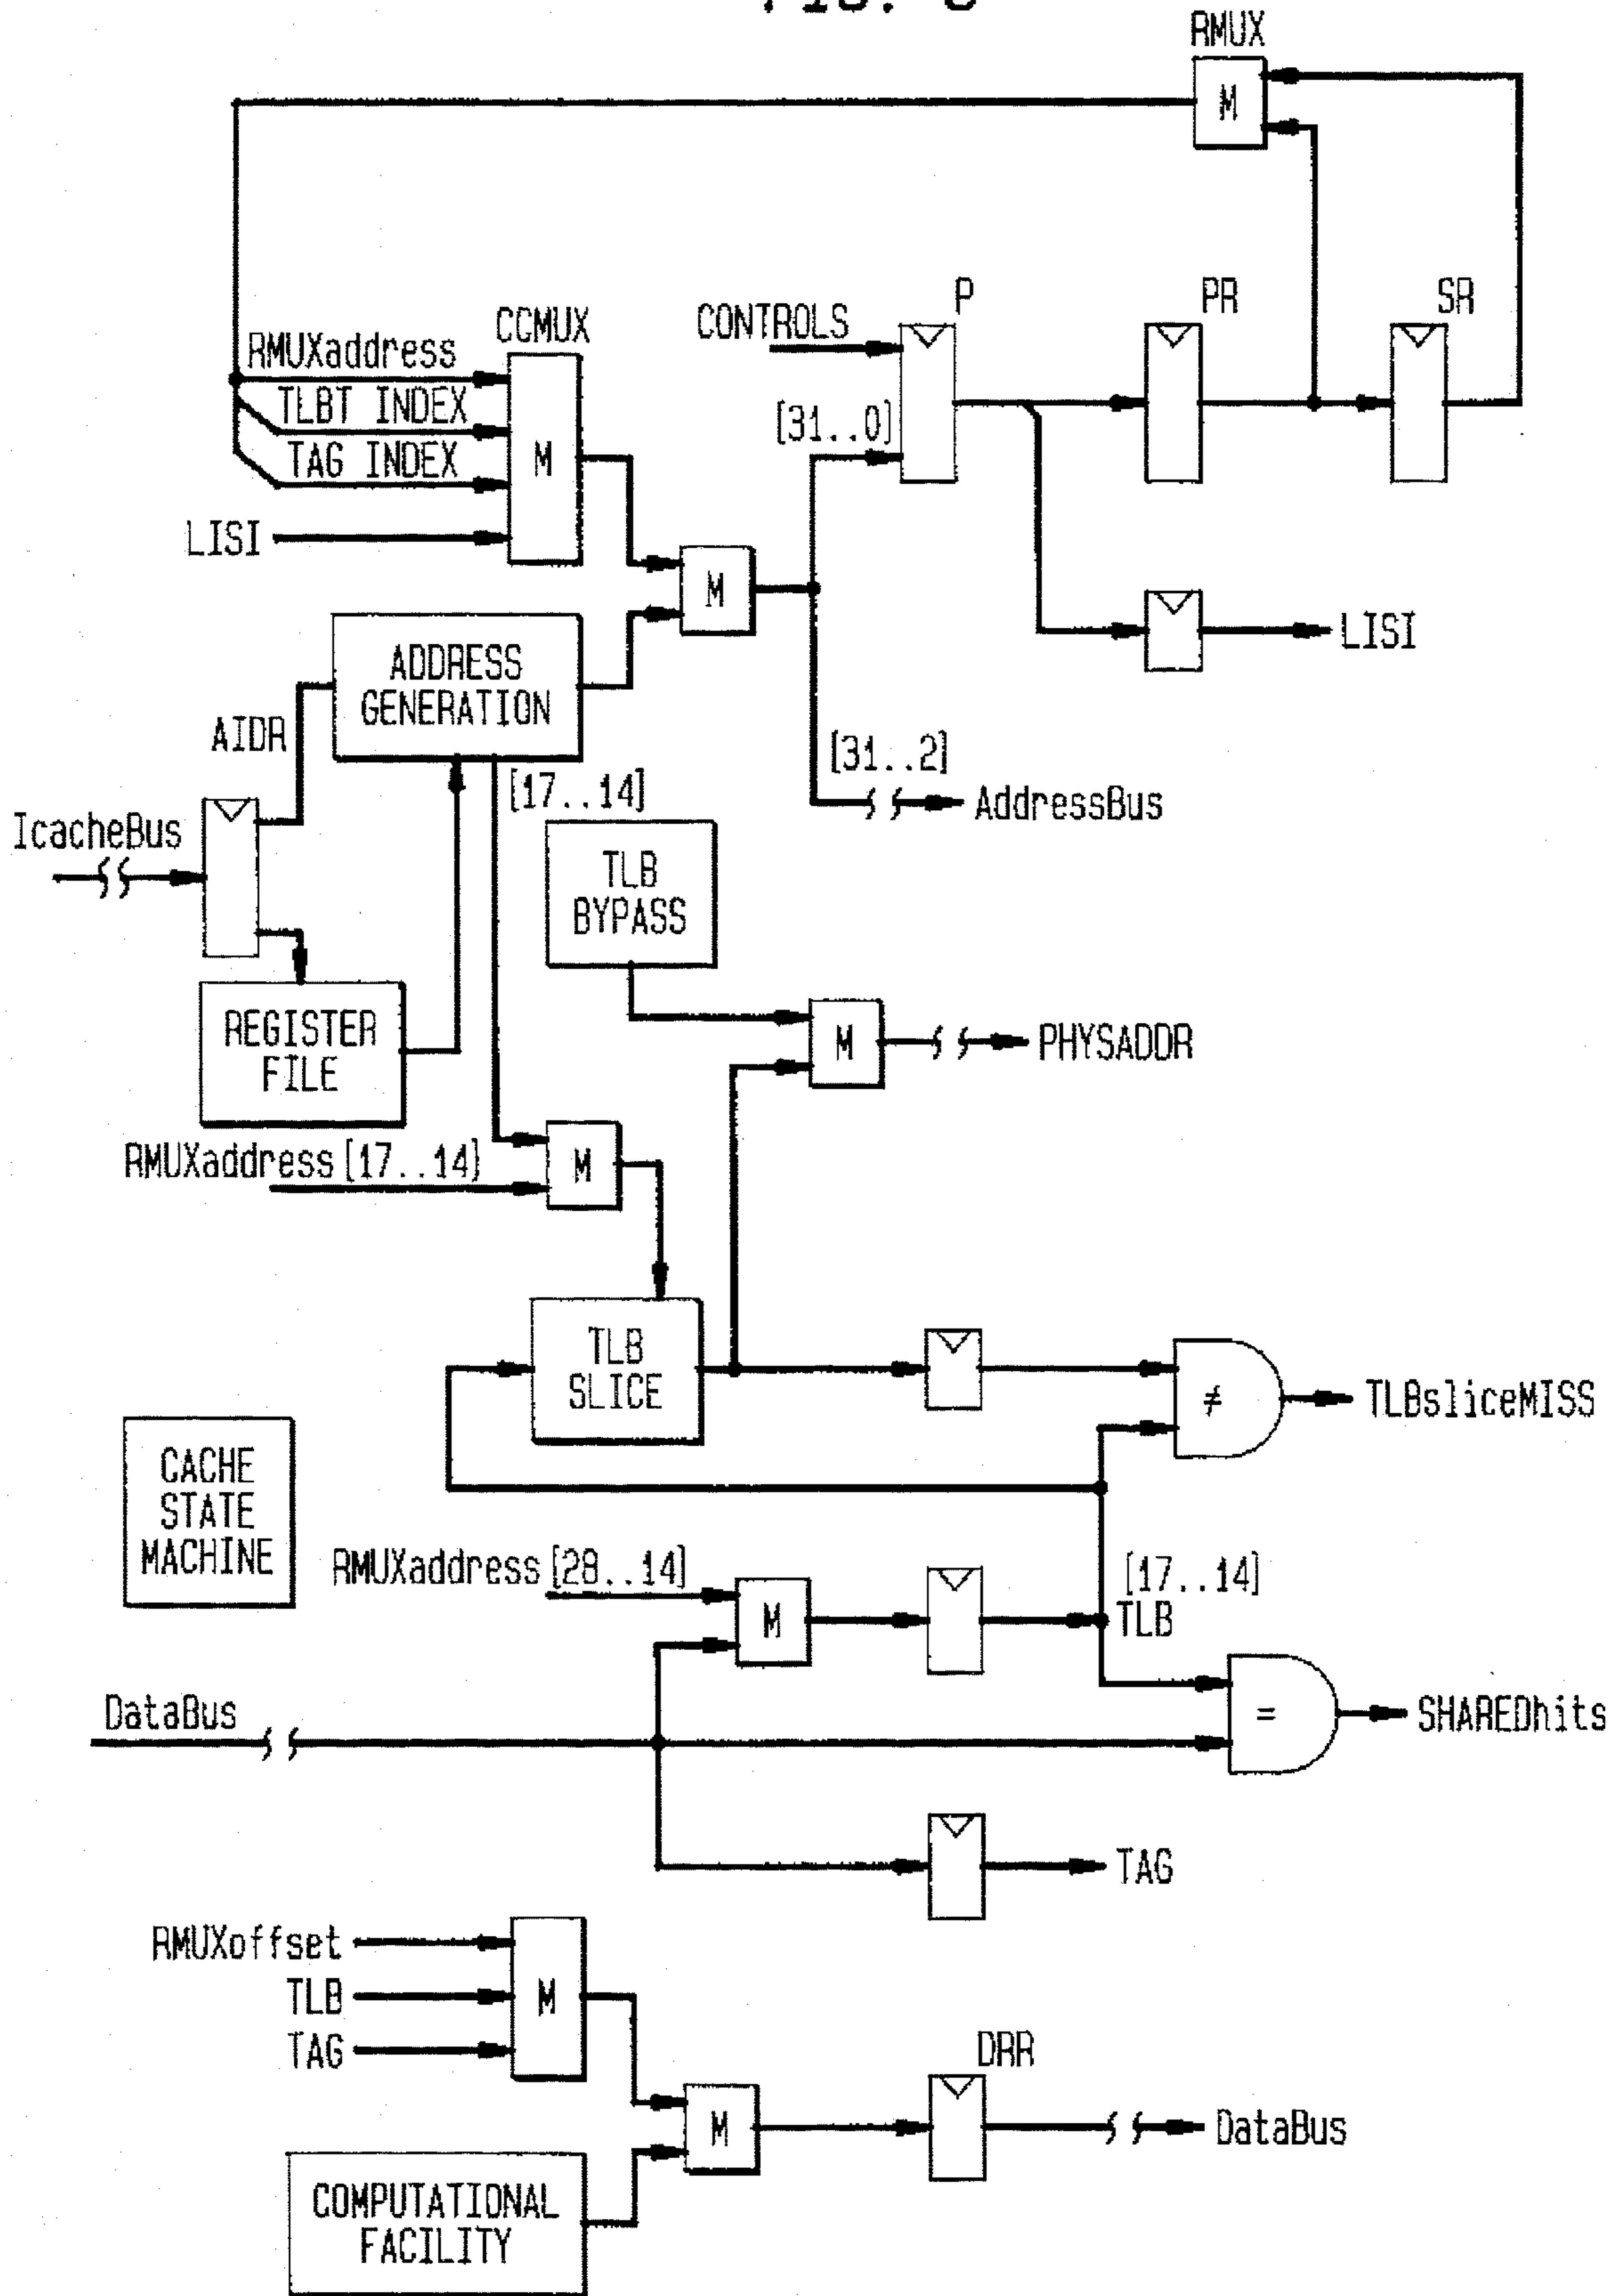 RMUX
M
P
PR
SR
CONTROLS
CCMUX
RMUXaddress
TLBT INDEX
[31..0]
TAG INDEX
M
LISI
M
LISI
ADDRESS
GENERATION
AIDR
[31..2]
[17..14]
AddressBus
IcacheBus
TLB
BYPASS
REGISTER
FILE
M
PHYSADDR
RMUXaddress [17..14]
M
TLB
SLICE
≠
TLBsliceMISS
CACHE
STATE
MACHINE
RMUXaddress [28..14]
[17..14]
M
TLB
DataBus
=
SHAREDhits
TAG
RMUXoffset
TLB
M
TAG
DRR
M
DataBus
COMPUTATIONAL
FACILITY